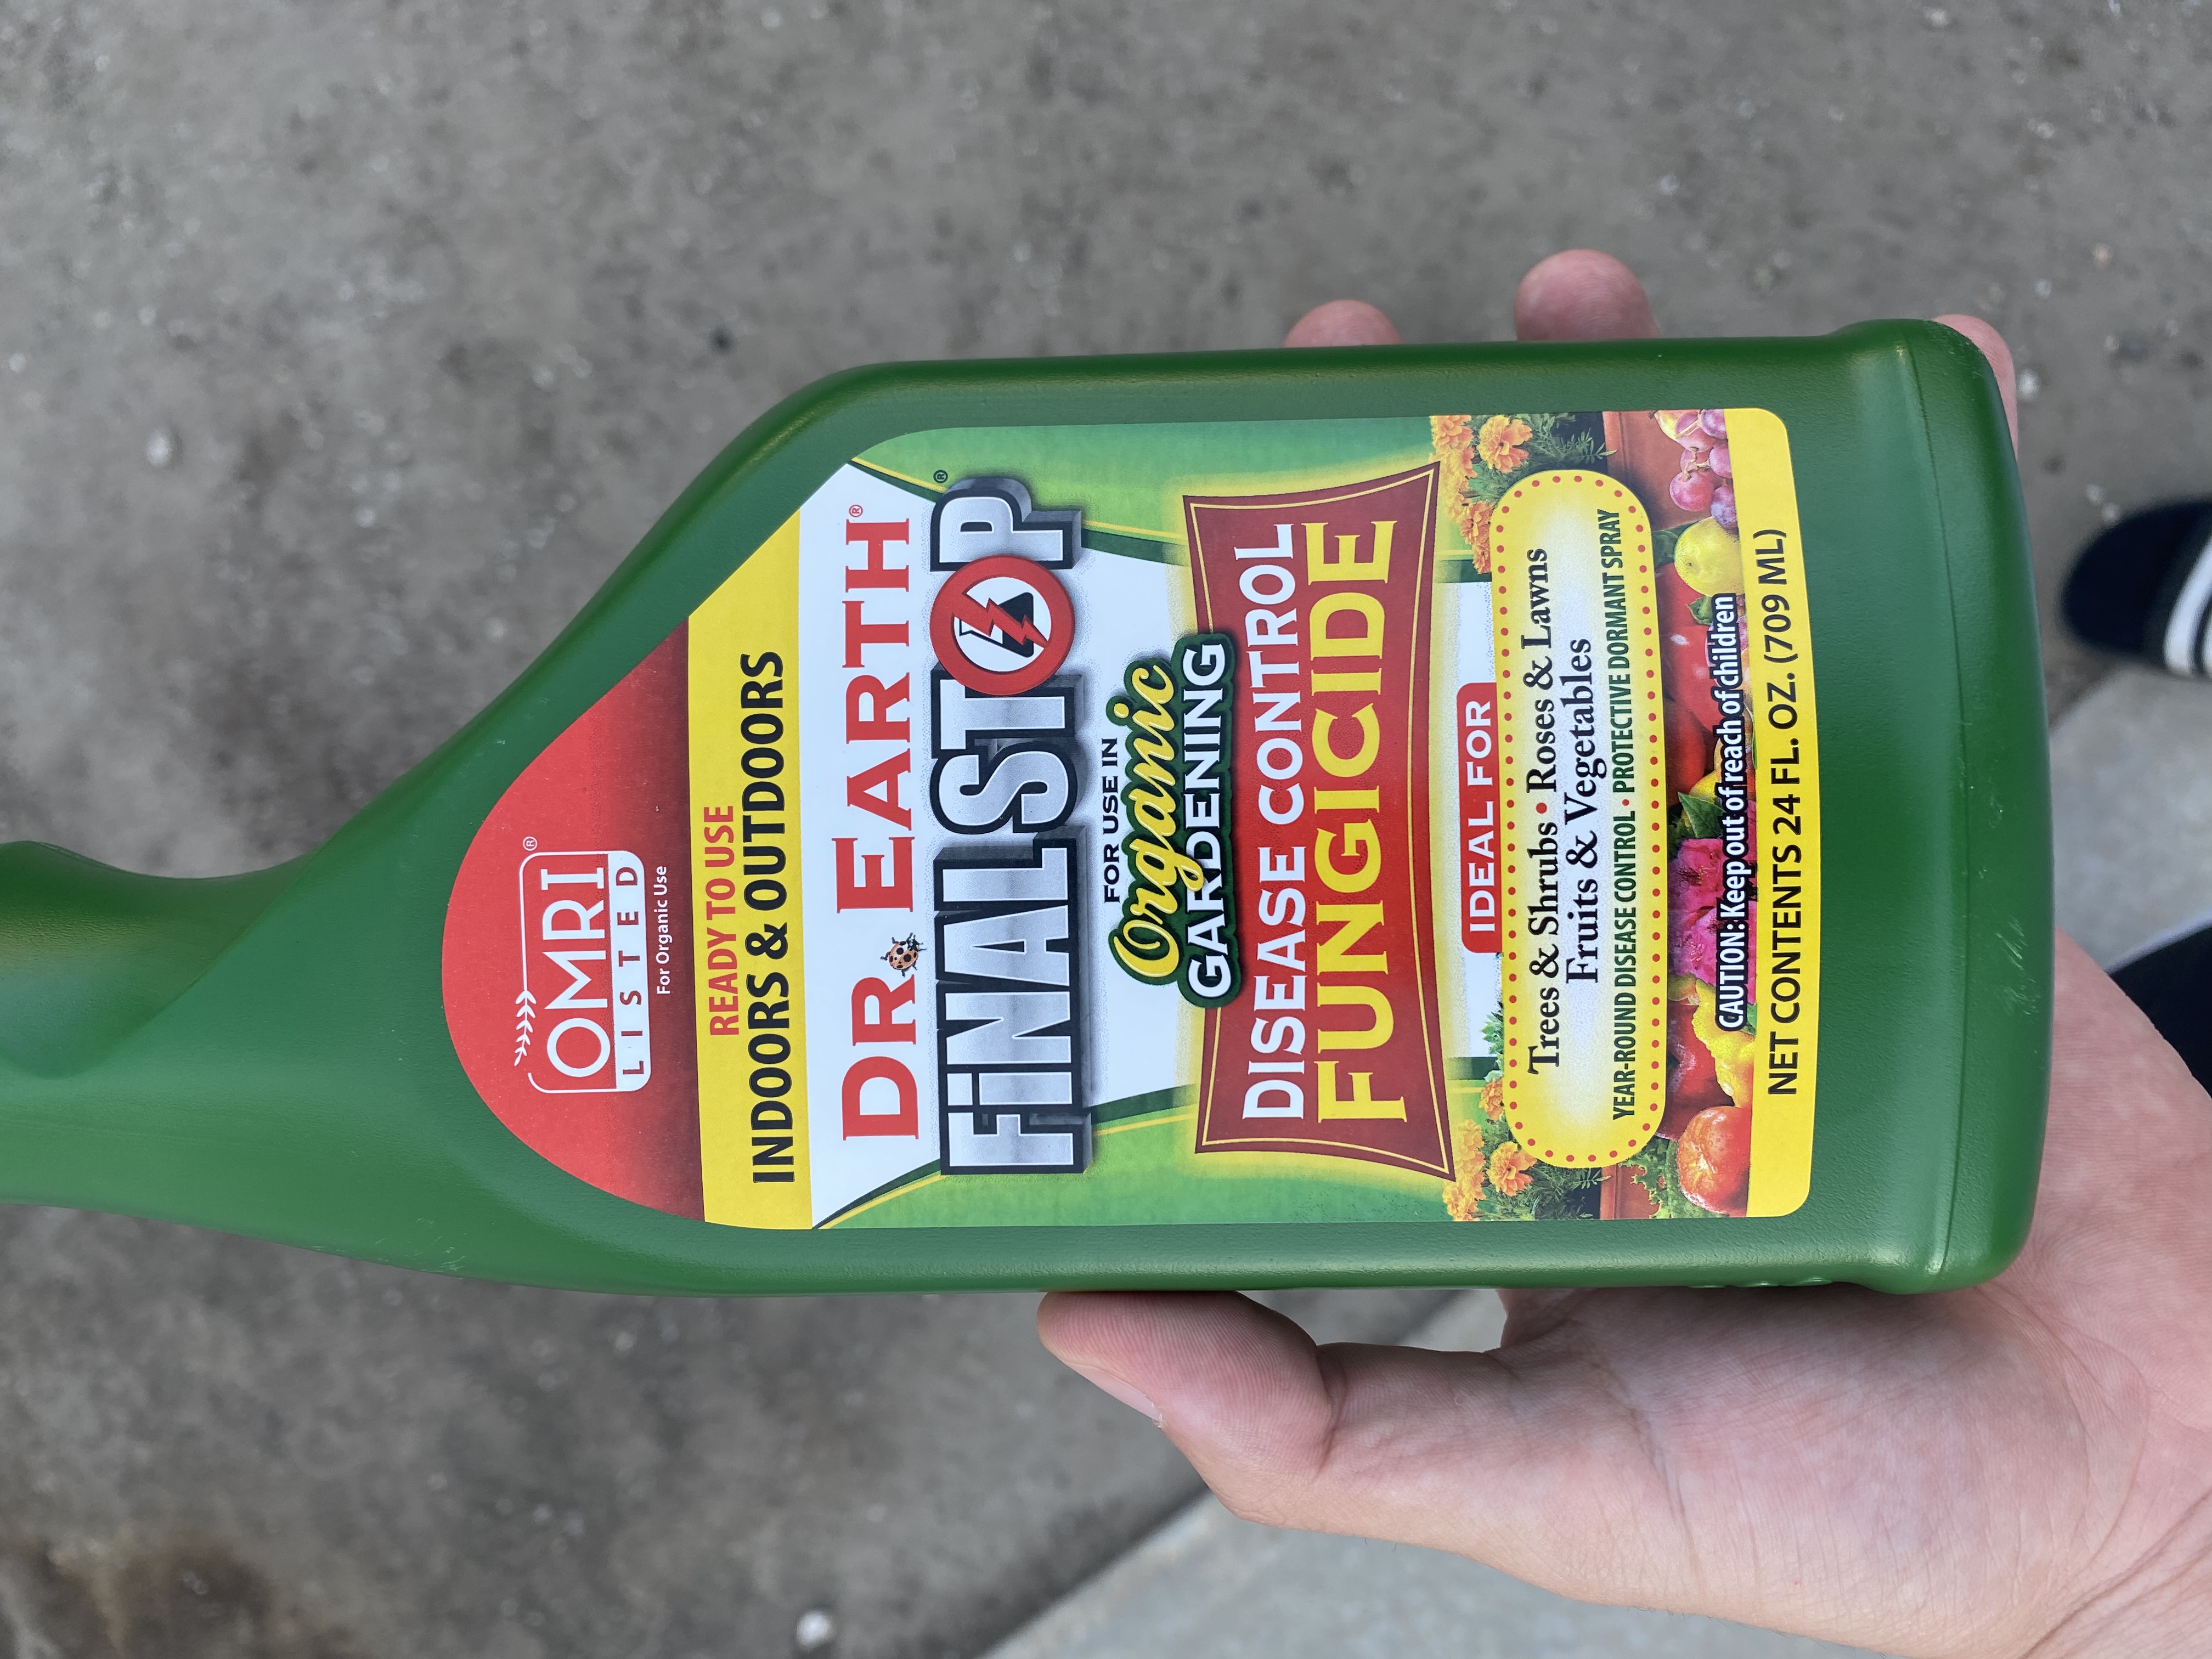 OMRI®
LISTED
For Organic Use
READY TO USE
INDOORS & OUTDOORS
DR. EARTH®
FiNALSTOP®
FOR USE IN
Organic
GARDENING
DISEASE CONTROL
FUNGICIDE
IDEAL FOR
Trees & Shrubs • Roses & Lawns
Fruits & Vegetables
YEAR-ROUND DISEASE CONTROL • PROTECTIVE DORMANT SPRAY
CAUTION: Keep out of reach of children
NET CONTENTS 24 FL. OZ. (709 ML)